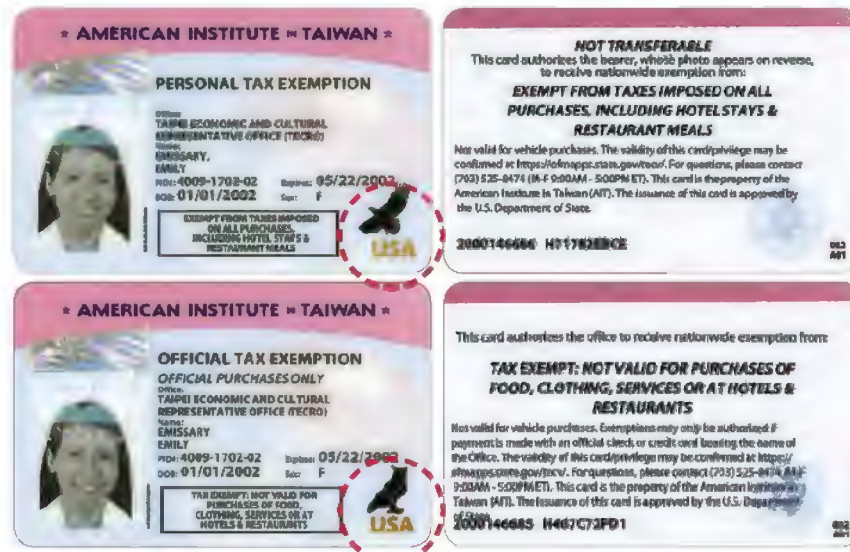 * AMERICAN INSTITUTE IN TAIWAN *
PERSONAL TAX EXEMPTION
Office:
TAIPEI ECONOMIC AND CULTURAL
REPRESENTATIVE OFFICE (TECRO)
Name:
EMISSARY,
EMILY
PID#: 4009-1702-02 Expires: 05/22/2002
DOB: 01/01/2002 Sex: F
EXEMPT FROM TAXES IMPOSED
ON ALL PURCHASES,
INCLUDING HOTEL STAYS &
RESTAURANT MEALS
USA
NOT TRANSFERABLE
This card authorizes the bearer, whose photo appears on reverse,
to receive nationwide exemption from:
EXEMPT FROM TAXES IMPOSED ON ALL
PURCHASES, INCLUDING HOTEL STAYS &
RESTAURANT MEALS
Not valid for vehicle purchases. The validity of this card/privilege may be
confirmed at https://ofmapps.state.gov/tecv/. For questions, please contact
(703) 525-8474 (M-F 9:00AM - 5:00PM ET). This card is the property of the
American Institute in Taiwan (AIT). The issuance of this card is approved by
the U.S. Department of State.
2000146686
002
A01
* AMERICAN INSTITUTE IN TAIWAN *
OFFICIAL TAX EXEMPTION
OFFICIAL PURCHASES ONLY
Office:
TAIPEI ECONOMIC AND CULTURAL
REPRESENTATIVE OFFICE (TECRO)
Name:
EMISSARY
EMILY
PID#: 4009-1702-02 Expires: 05/22/2002
DOB: 01/01/2002 Sex: F
TAX EXEMPT: NOT VALID FOR
PURCHASES OF FOOD,
CLOTHING, SERVICES OR AT
HOTELS & RESTAURANTS
USA
This card authorizes the office to receive nationwide exemption from:
TAX EXEMPT: NOT VALID FOR PURCHASES OF
FOOD, CLOTHING, SERVICES OR AT HOTELS &
RESTAURANTS
Not valid for vehicle purchases. Exemptions may only be authorized if
payment is made with an official check or credit card bearing the name of
the Office. The validity of this card/privilege may be confirmed at https://
ofmapps.state.gov/tecv/. For questions, please contact (703) 525-8474 (M-F
9:00AM - 5:00PM ET). This card is the property of the American Institute in
Taiwan (AIT). The issuance of this card is approved by the U.S. Department
of State.
2000146685 H467C72FD1
002
A01